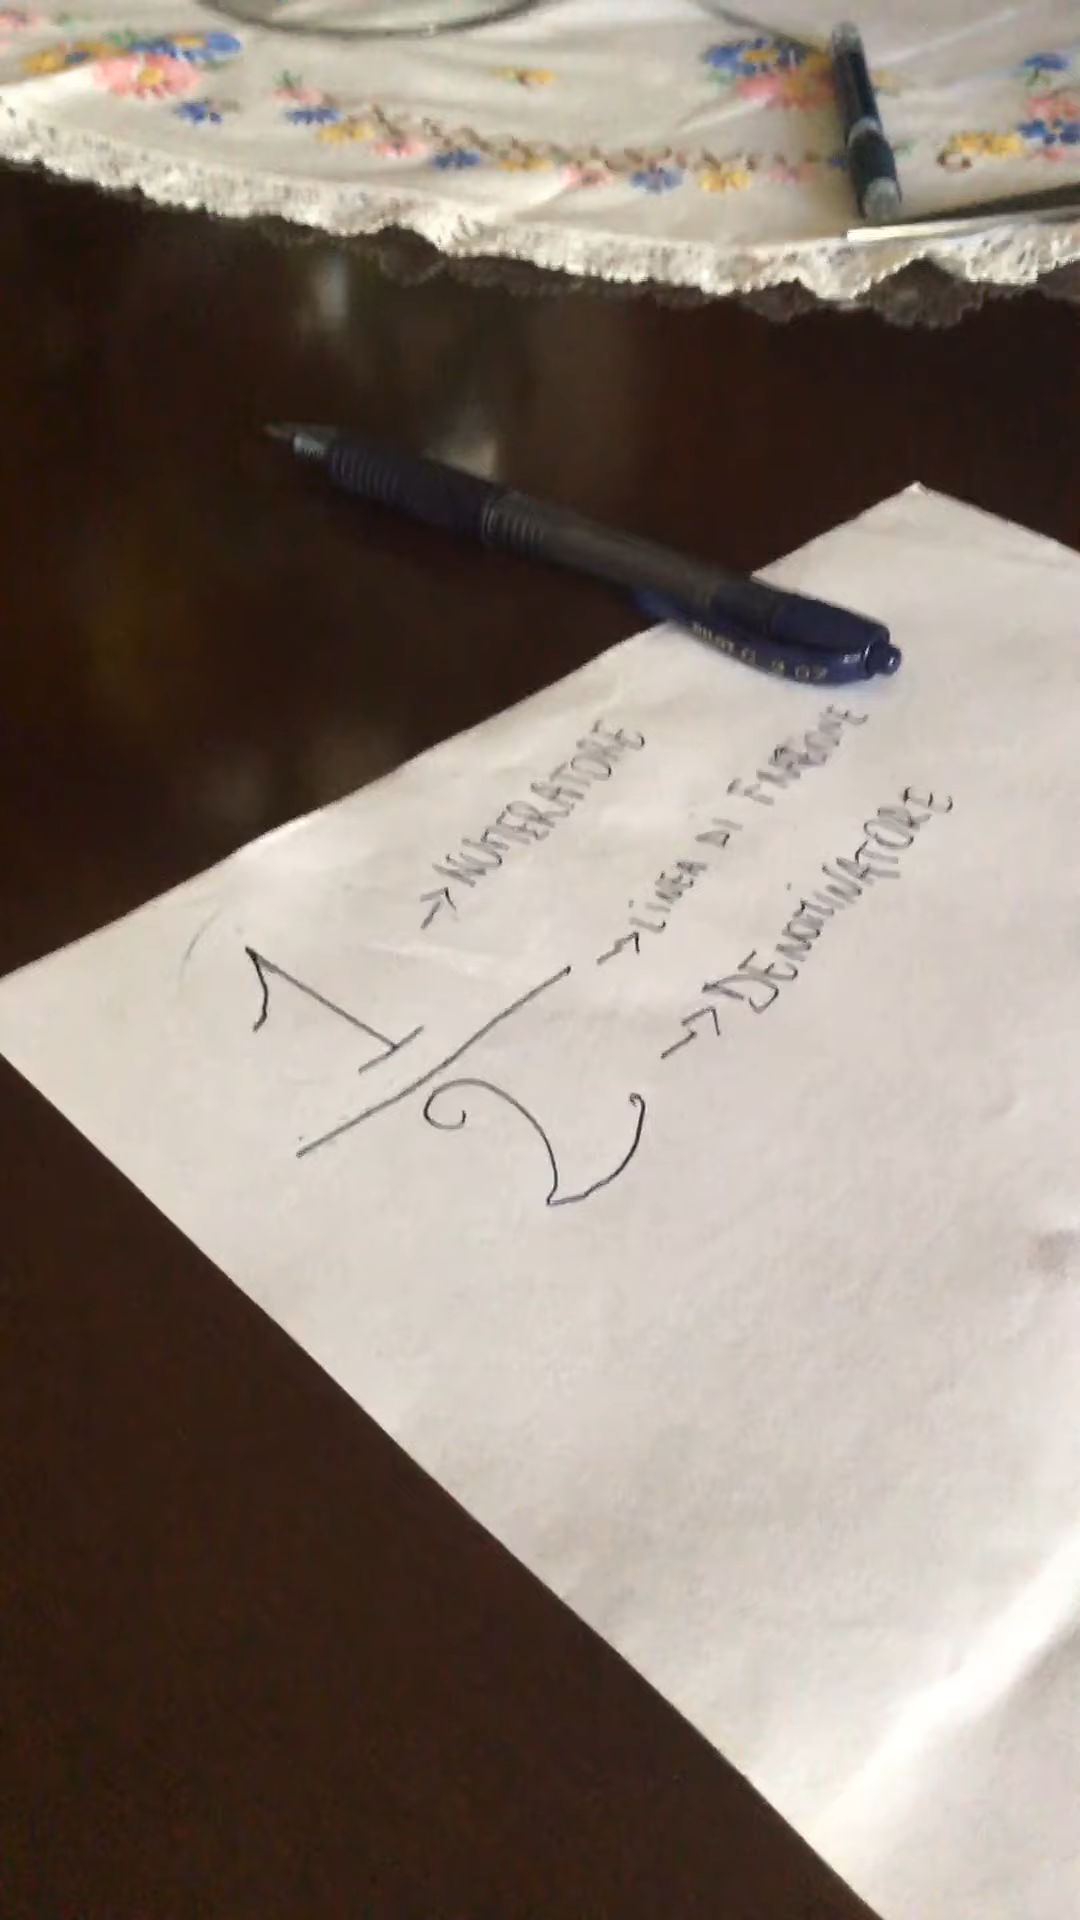 1 → NUMERATORE
→ LINEA DI FRAZIONE
2 → DENOMINATORE